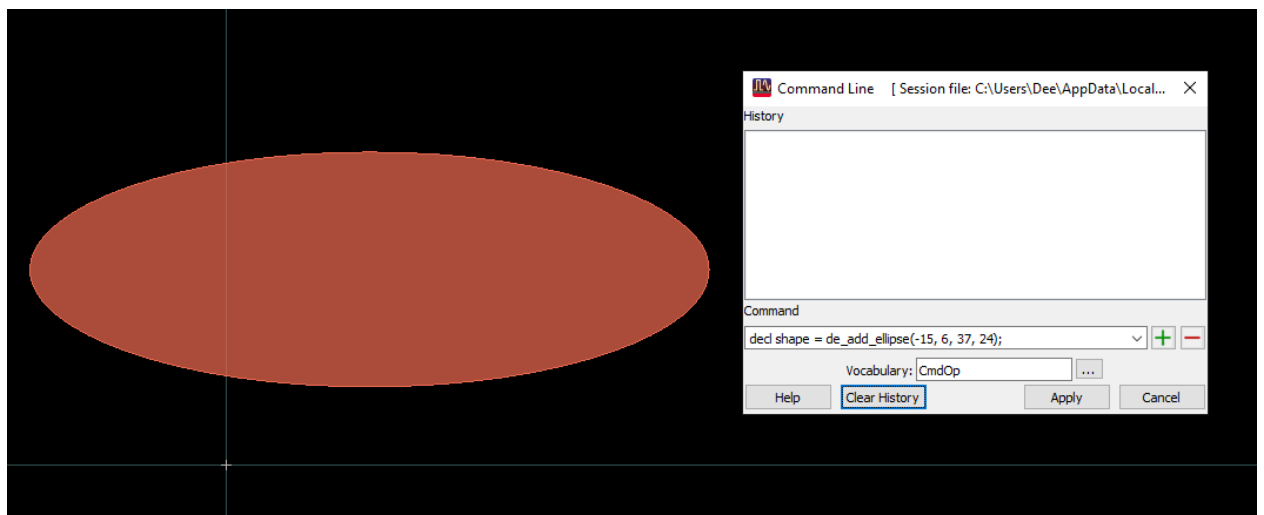 Command Line [ Session file: C:\Users\Dee\AppData\Local...
History
Command
decl shape = de_add_ellipse(-15, 6, 37, 24);
Vocabulary: CmdOp ...
Help Clear History Apply Cancel